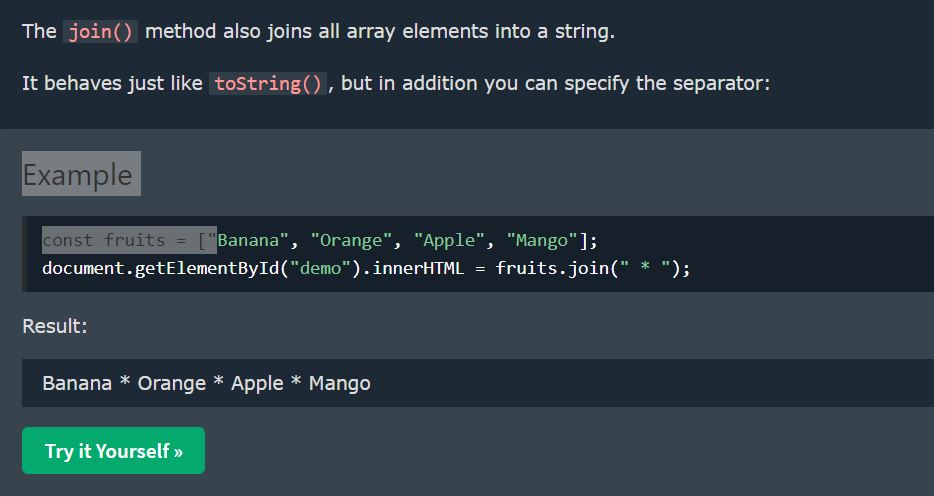 The join() method also joins all array elements into a string.
It behaves just like toString(), but in addition you can specify the separator:
Example
const fruits = ["Banana", "Orange", "Apple", "Mango"];
document.getElementById("demo").innerHTML = fruits.join(" * ");
Result:
Banana * Orange * Apple * Mango
Try it Yourself »